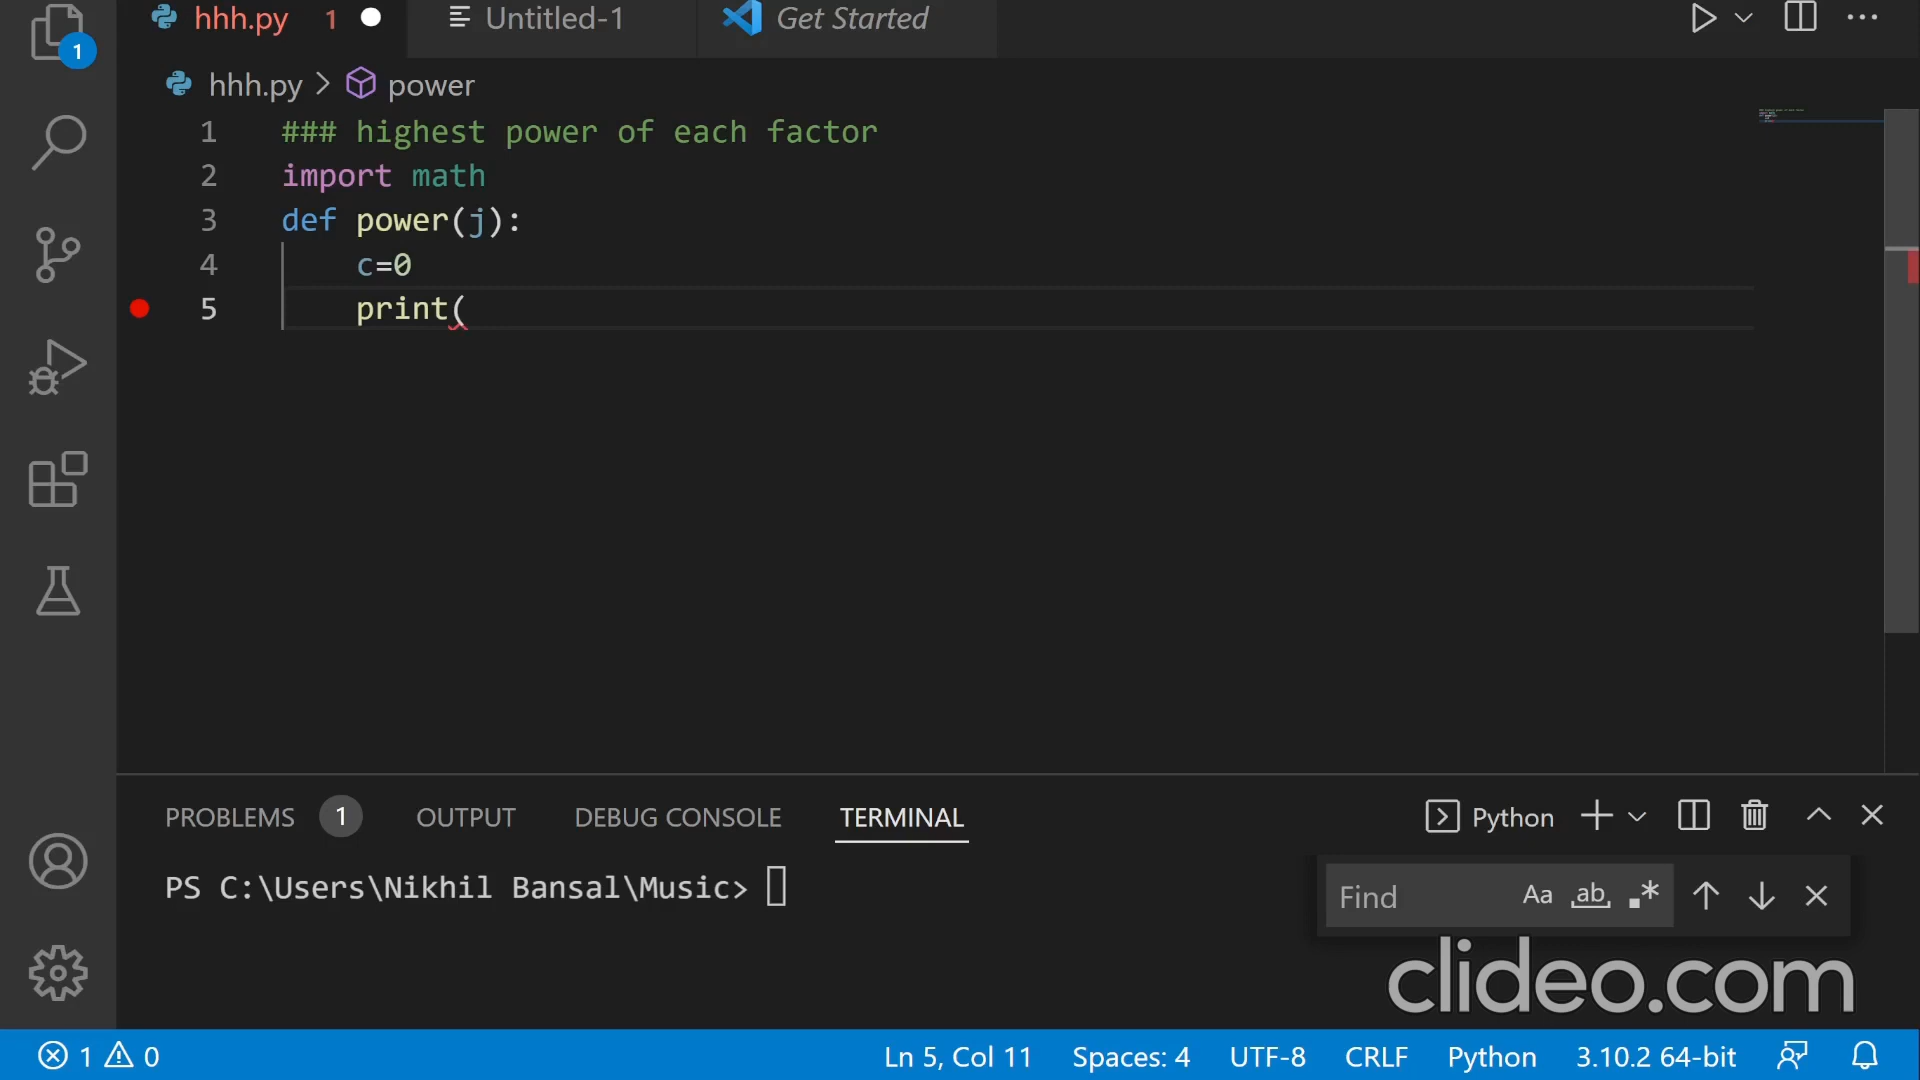 hhh.py 1 Untitled-1 Get Started
1
hhh.py > power
1 ### highest power of each factor
2 import math
3 def power(j):
4 c=0
5 print(
PROBLEMS 1 OUTPUT DEBUG CONSOLE TERMINAL Python
PS C:\Users\Nikhil Bansal\Music>
Find Aa ab .*
clideo.com
1 0 Ln 5, Col 11 Spaces: 4 UTF-8 CRLF Python 3.10.2 64-bit